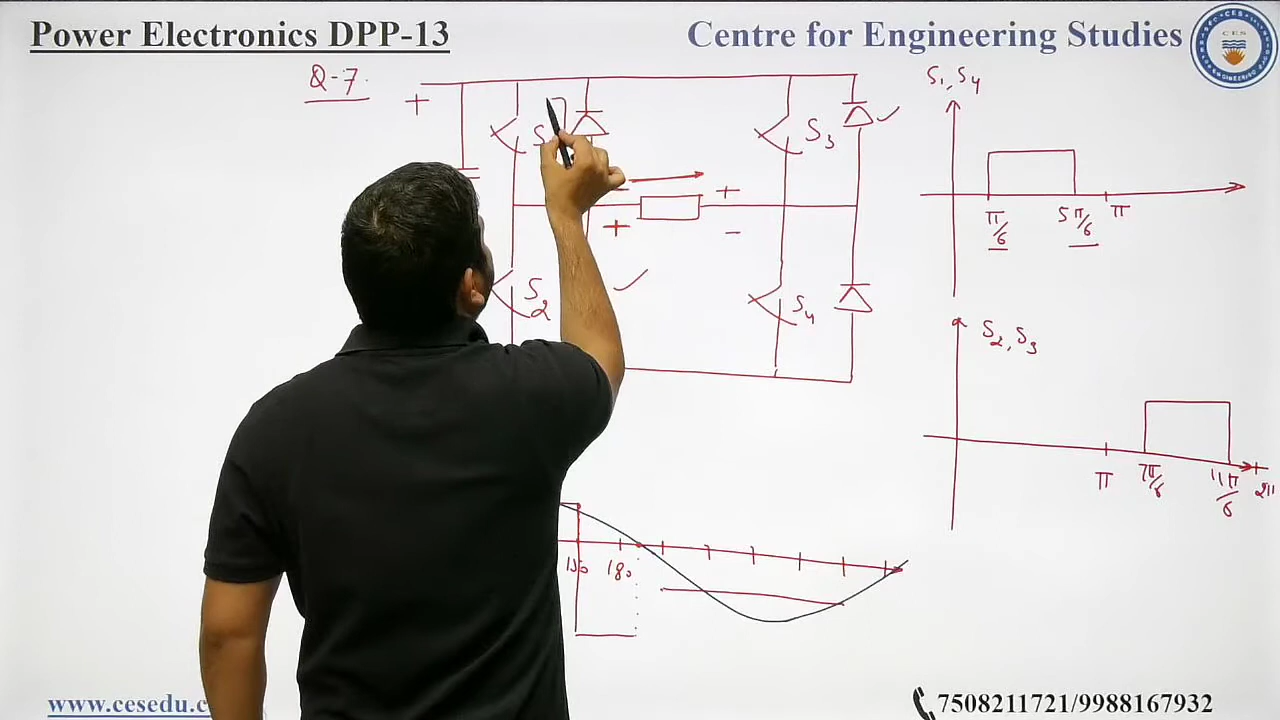 Power Electronics DPP-13
Centre for Engineering Studies
CES
Q-7.
+
S3
+
+
-
S2
S4
S1, S4
π/6
5π/6
π
S2, S3
π
7π/6
11π/6
2π
150
180
www.cesedu.c
7508211721/9988167932